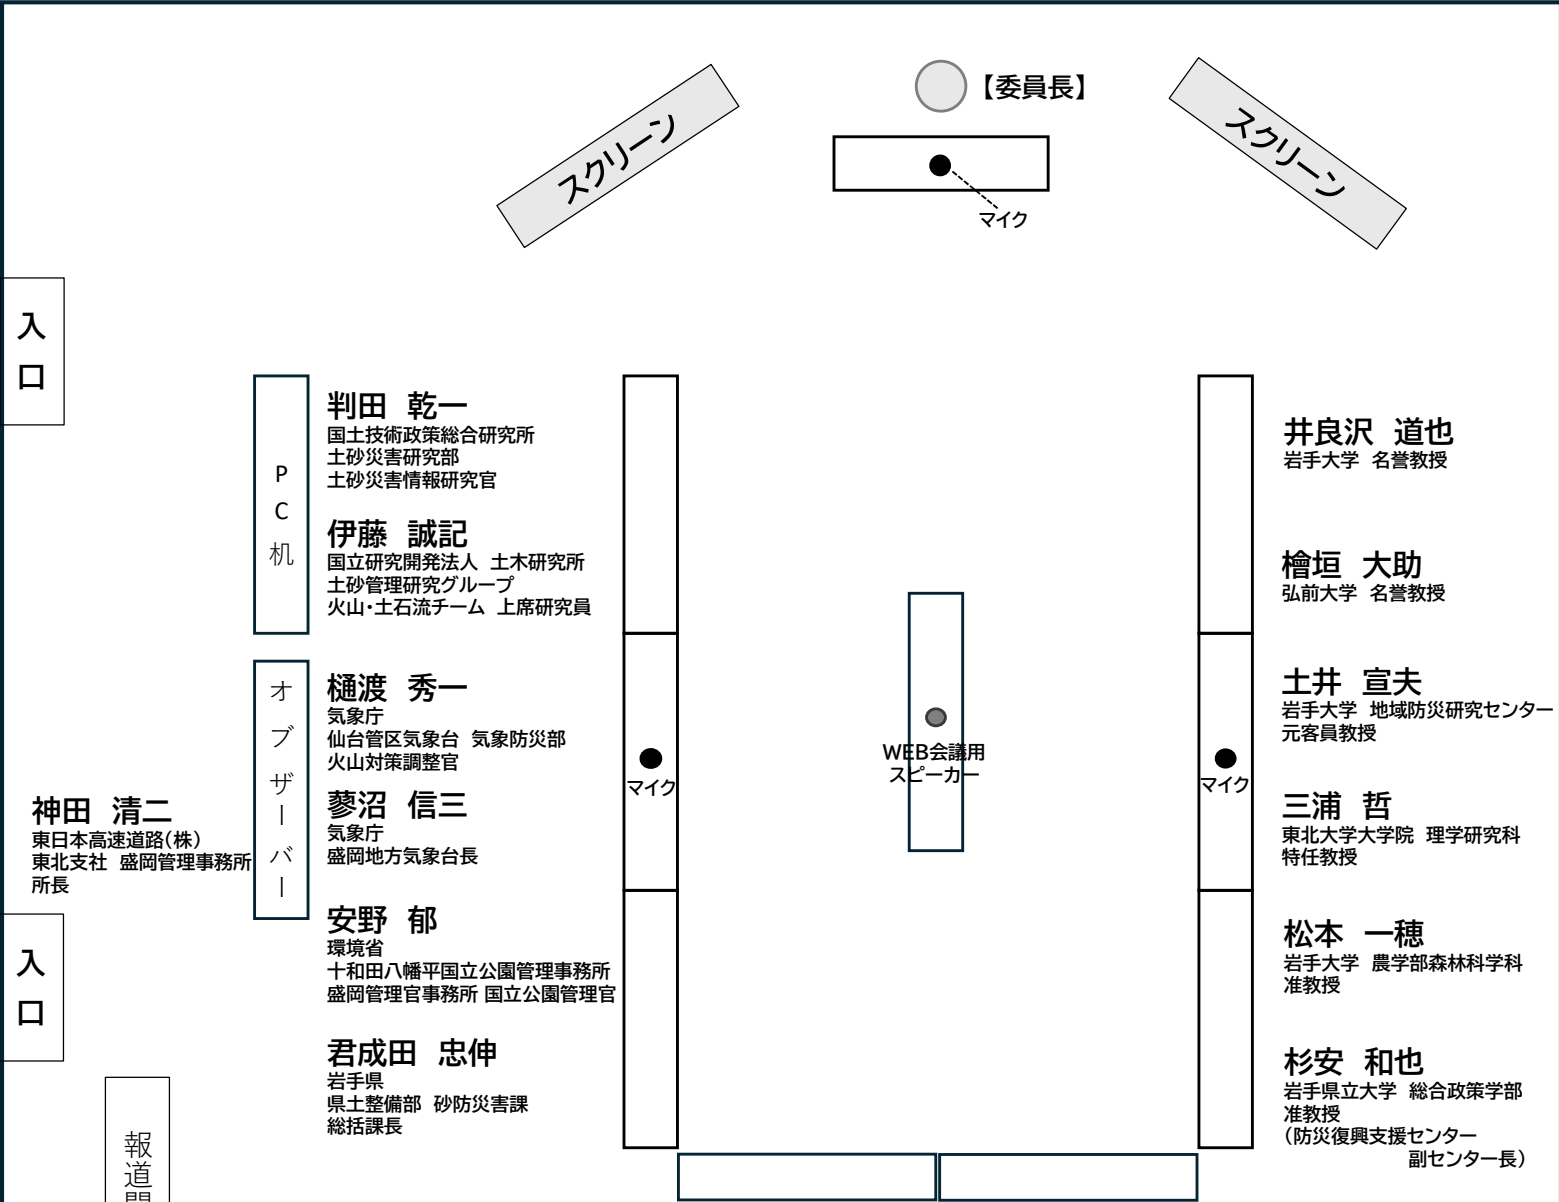 【委員長】
スクリーン
スクリーン
マイク
入
口
P
C
机
判田 乾一
国土技術政策総合研究所
土砂災害研究部
土砂災害情報研究官
伊藤 誠記
国立研究開発法人 土木研究所
土砂管理研究グループ
火山・土石流チーム 上席研究員
オブザーバー
樋渡 秀一
気象庁
仙台管区気象台 気象防災部
火山対策調整官
蓼沼 信三
気象庁
盛岡地方気象台長
安野 郁
環境省
十和田八幡平国立公園管理事務所
盛岡管理官事務所 国立公園管理官
君成田 忠伸
岩手県
県土整備部 砂防災害課
総括課長
神田 清二
東日本高速道路(株)
東北支社 盛岡管理事務所
所長
入
口
報道
マイク
WEB会議用
スピーカー
マイク
井良沢 道也
岩手大学 名誉教授
檜垣 大助
弘前大学 名誉教授
土井 宣夫
岩手大学 地域防災研究センター
元客員教授
三浦 哲
東北大学大学院 理学研究科
特任教授
松本 一穂
岩手大学 農学部森林科学科
准教授
杉安 和也
岩手県立大学 総合政策学部
准教授
(防災復興支援センター
副センター長)